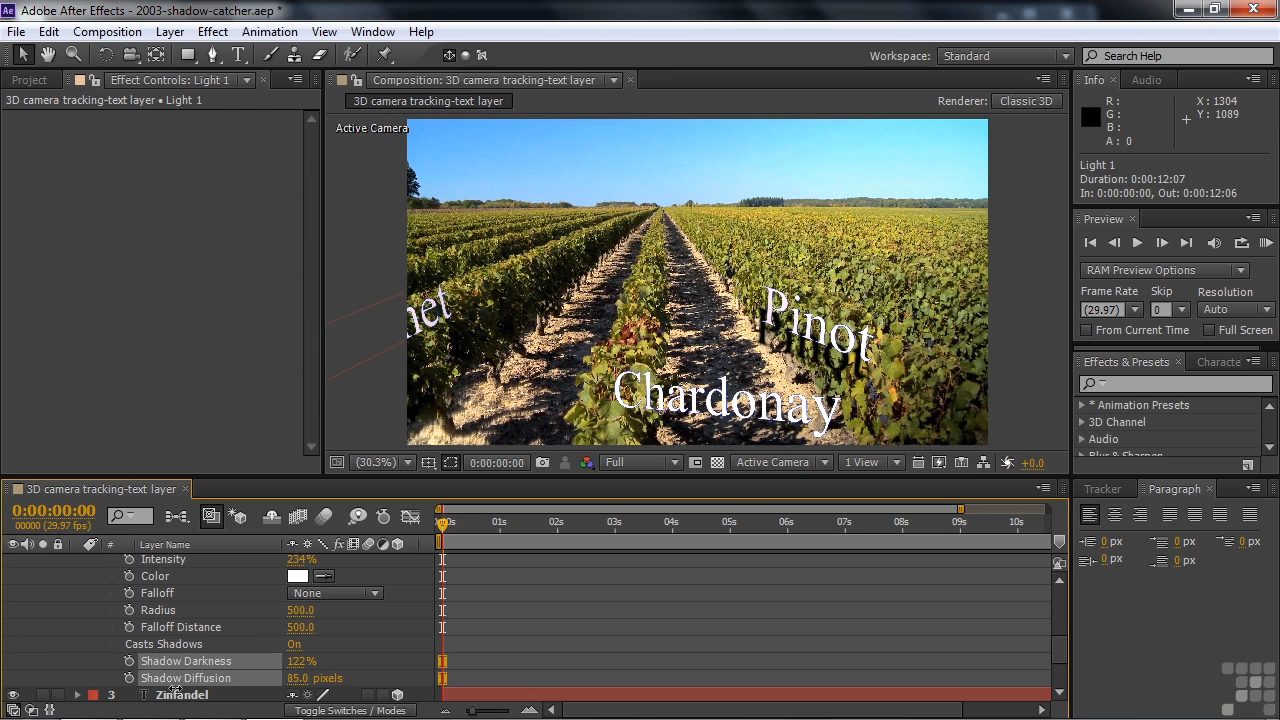 Ae Adobe After Effects - 2003-shadow-catcher.aep *
File Edit Composition Layer Effect Animation View Window Help
Workspace: Standard Search Help
Project Effect Controls: Light 1
3D camera tracking-text layer • Light 1
Composition: 3D camera tracking-text layer
3D camera tracking-text layer
Renderer: Classic 3D
Active Camera
net
Pinot
Chardonay
(30.3%) 0:00:00:00 Full Active Camera 1 View +0.0
Info Audio
R :
G :
B :
A : 0
X : 1304
Y : 1089
Light 1
Duration: 0:00:12:07
In: 0:00:00:00, Out: 0:00:12:06
Preview
RAM Preview Options
Frame Rate Skip Resolution
(29.97) 0 Auto
From Current Time Full Screen
Effects & Presets Characte
* Animation Presets
3D Channel
Audio
Blur & Sharpen
Tracker Paragraph
0 px 0 px 0 px
0 px 0 px
3D camera tracking-text layer
0:00:00:00
00000 (29.97 fps)
# Layer Name fx
00s 01s 02s 03s 04s 05s 06s 07s 08s 09s 10s
Intensity 234%
Color
Falloff None
Radius 500.0
Falloff Distance 500.0
Casts Shadows On
Shadow Darkness 122%
Shadow Diffusion 85.0 pixels
3 T Zinfandel
Toggle Switches / Modes